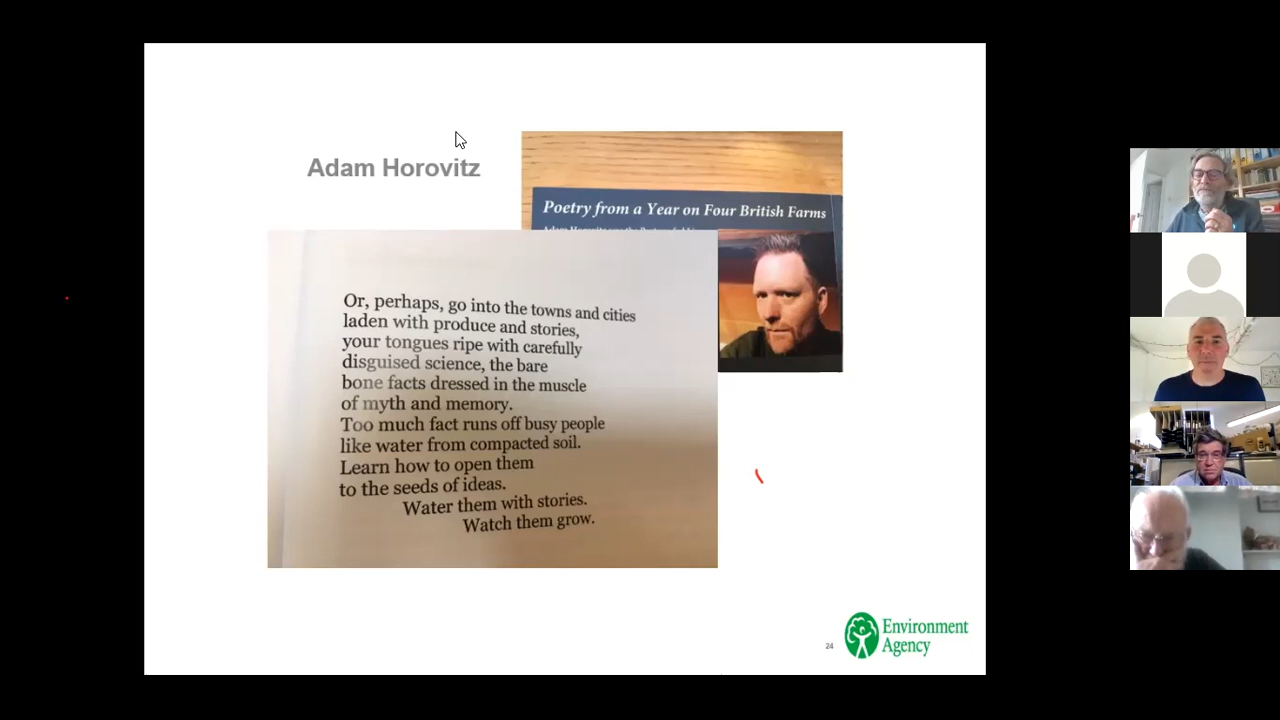 Adam Horovitz
Poetry from a Year on Four British Farms
Or, perhaps, go into the towns and cities
laden with produce and stories,
your tongues ripe with carefully
disguised science, the bare
bone facts dressed in the muscle
of myth and memory.
Too much fact runs off busy people
like water from compacted soil.
Learn how to open them
to the seeds of ideas.
Water them with stories.
Watch them grow.
24
Environment
Agency